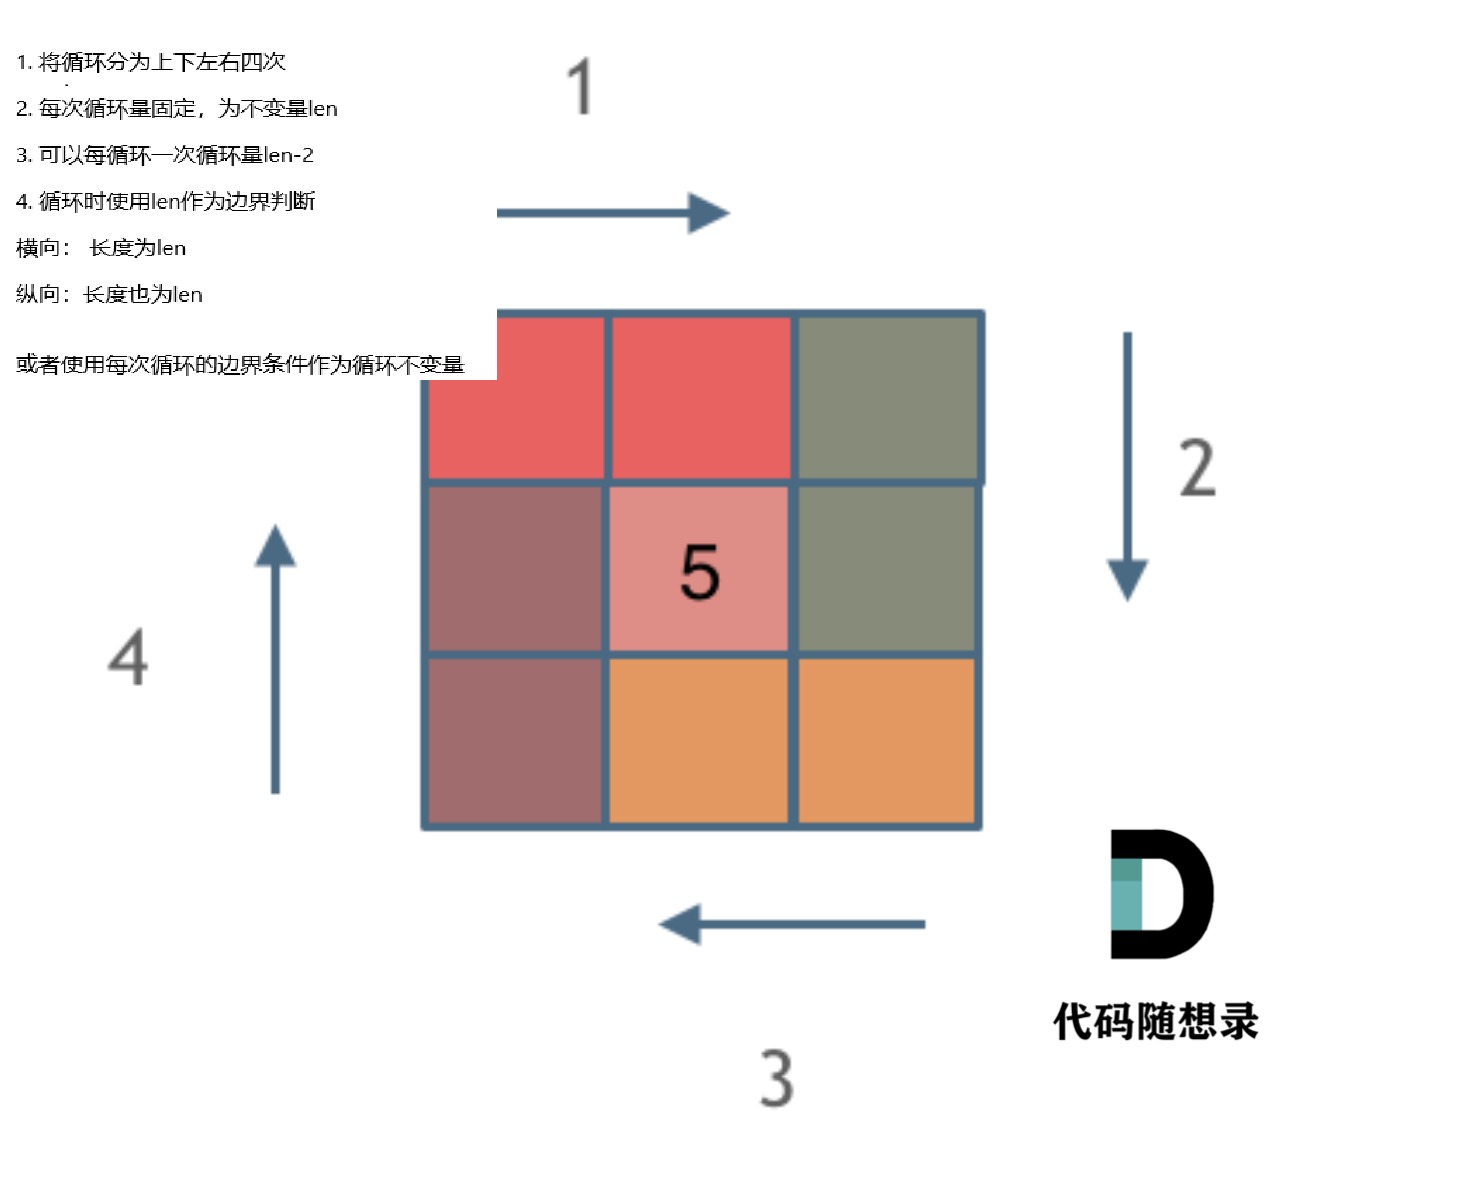 1. 将循环分为上下左右四次
2. 每次循环量固定，为不变量len
3. 可以每循环一次循环量len-2
4. 循环时使用len作为边界判断
横向： 长度为len
纵向：长度也为len
或者使用每次循环的边界条件作为循环不变量
1
2
5
4
3
代码随想录